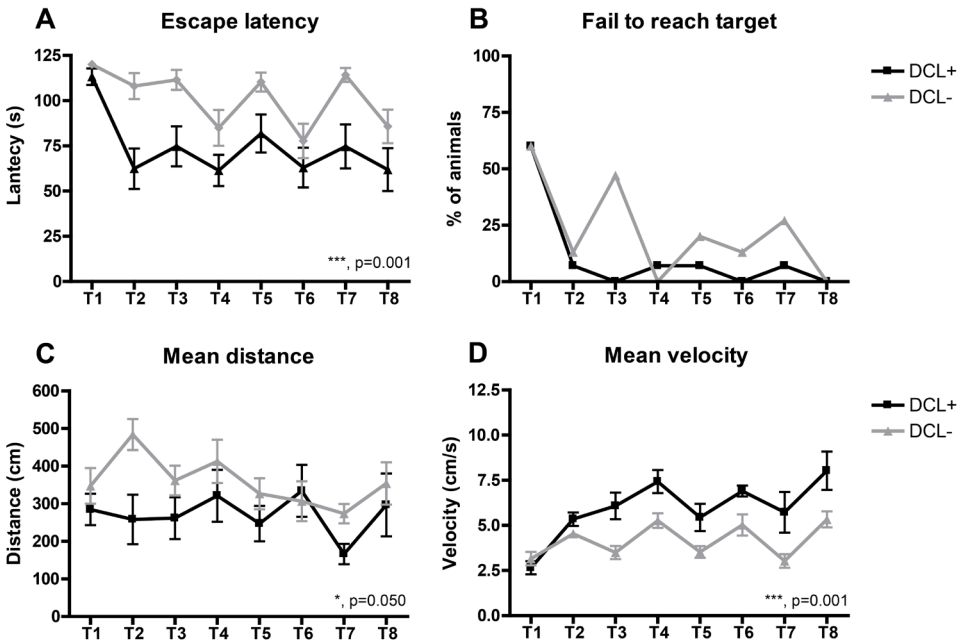 A Escape latency
Lantecy (s)
125
100
75
50
25
0
T1 T2 T3 T4 T5 T6 T7 T8
***, p=0.001
B Fail to reach target
% of animals
100
75
50
25
0
T1 T2 T3 T4 T5 T6 T7 T8
DCL+
DCL-
C Mean distance
Distance (cm)
600
500
400
300
200
100
0
T1 T2 T3 T4 T5 T6 T7 T8
*, p=0.050
D Mean velocity
Velocity (cm/s)
12.5
10.0
7.5
5.0
2.5
0.0
T1 T2 T3 T4 T5 T6 T7 T8
***, p=0.001
DCL+
DCL-